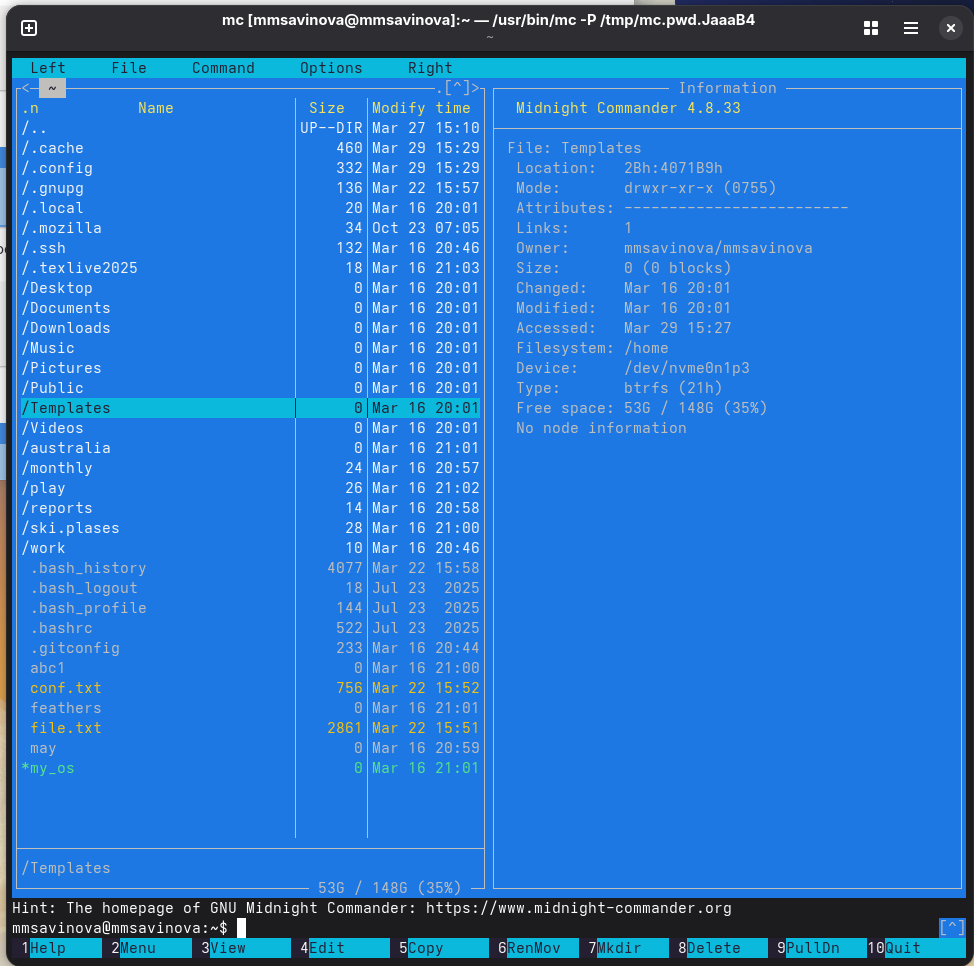 mc [mmsavinova@mmsavinova]:~ — /usr/bin/mc -P /tmp/mc.pwd.JaaaB4
~
Left File Command Options Right
<— ~ .[^]>
.n Name Size Modify time
/.. UP--DIR Mar 27 15:10
/.cache 460 Mar 29 15:29
/.config 332 Mar 29 15:29
/.gnupg 136 Mar 22 15:57
/.local 20 Mar 16 20:01
/.mozilla 34 Oct 23 07:05
/.ssh 132 Mar 16 20:46
/.texlive2025 18 Mar 16 21:03
/Desktop 0 Mar 16 20:01
/Documents 0 Mar 16 20:01
/Downloads 0 Mar 16 20:01
/Music 0 Mar 16 20:01
/Pictures 0 Mar 16 20:01
/Public 0 Mar 16 20:01
/Templates 0 Mar 16 20:01
/Videos 0 Mar 16 20:01
/australia 0 Mar 16 21:01
/monthly 24 Mar 16 20:57
/play 26 Mar 16 21:02
/reports 14 Mar 16 20:58
/ski.plases 28 Mar 16 21:00
/work 10 Mar 16 20:46
.bash_history 4077 Mar 22 15:58
.bash_logout 18 Jul 23 2025
.bash_profile 144 Jul 23 2025
.bashrc 522 Jul 23 2025
.gitconfig 233 Mar 16 20:44
abc1 0 Mar 16 21:00
conf.txt 756 Mar 22 15:52
feathers 0 Mar 16 21:01
file.txt 2861 Mar 22 15:51
may 0 Mar 16 20:59
*my_os 0 Mar 16 21:01
/Templates
53G / 148G (35%)
Information
Midnight Commander 4.8.33
File: Templates
Location: 2Bh:4071B9h
Mode: drwxr-xr-x (0755)
Attributes: -------------------------
Links: 1
Owner: mmsavinova/mmsavinova
Size: 0 (0 blocks)
Changed: Mar 16 20:01
Modified: Mar 16 20:01
Accessed: Mar 29 15:27
Filesystem: /home
Device: /dev/nvme0n1p3
Type: btrfs (21h)
Free space: 53G / 148G (35%)
No node information
Hint: The homepage of GNU Midnight Commander: https://www.midnight-commander.org
mmsavinova@mmsavinova:~$ [^]
1Help 2Menu 3View 4Edit 5Copy 6RenMov 7Mkdir 8Delete 9PullDn 10Quit